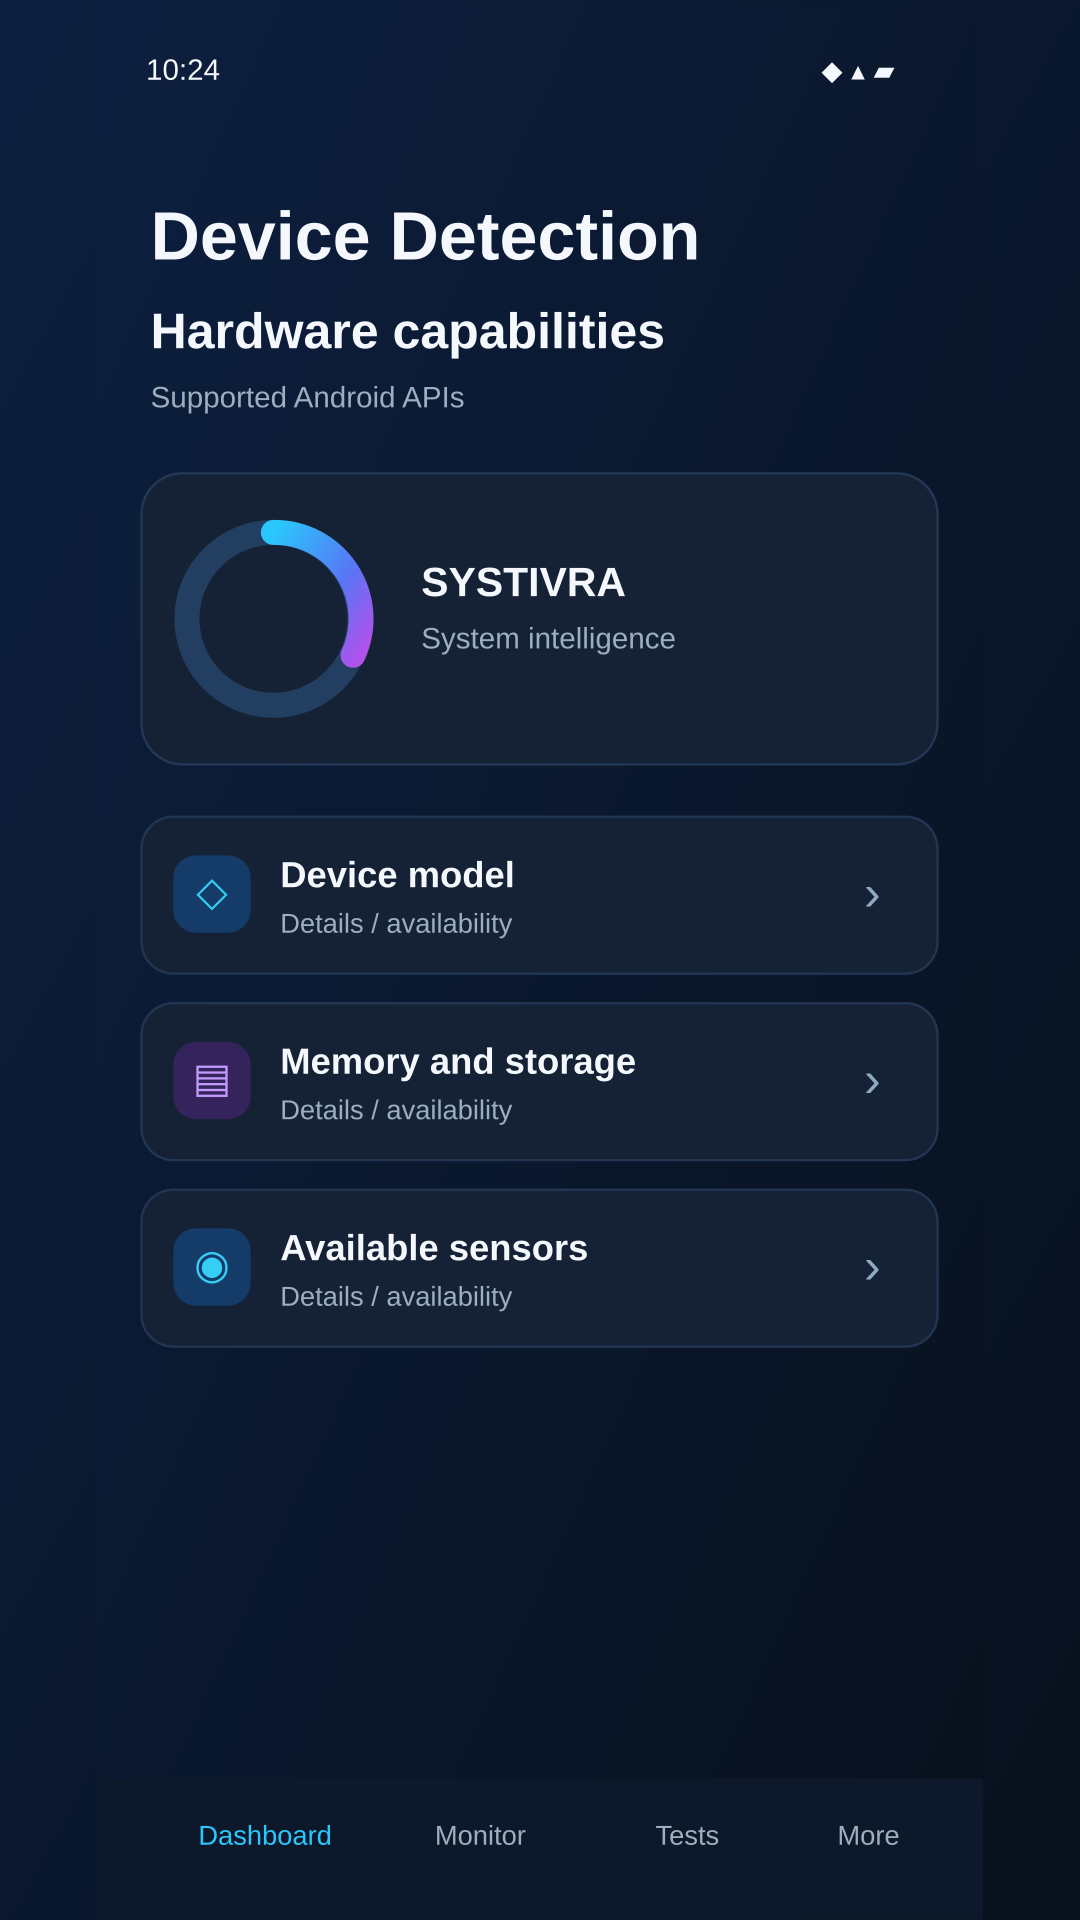 10:24
Device Detection
Hardware capabilities
Supported Android APIs
SYSTIVRA
System intelligence
Device model
Details / availability
Memory and storage
Details / availability
Available sensors
Details / availability
Dashboard Monitor Tests More